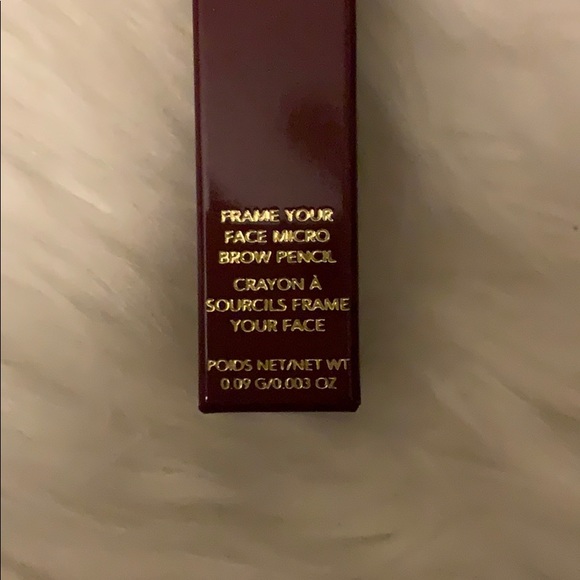 FRAME YOUR
FACE MICRO
BROW PENCIL
CRAYON À
SOURCILS FRAME
YOUR FACE
POIDS NET/NET WT
0.09 G/0.003 OZ